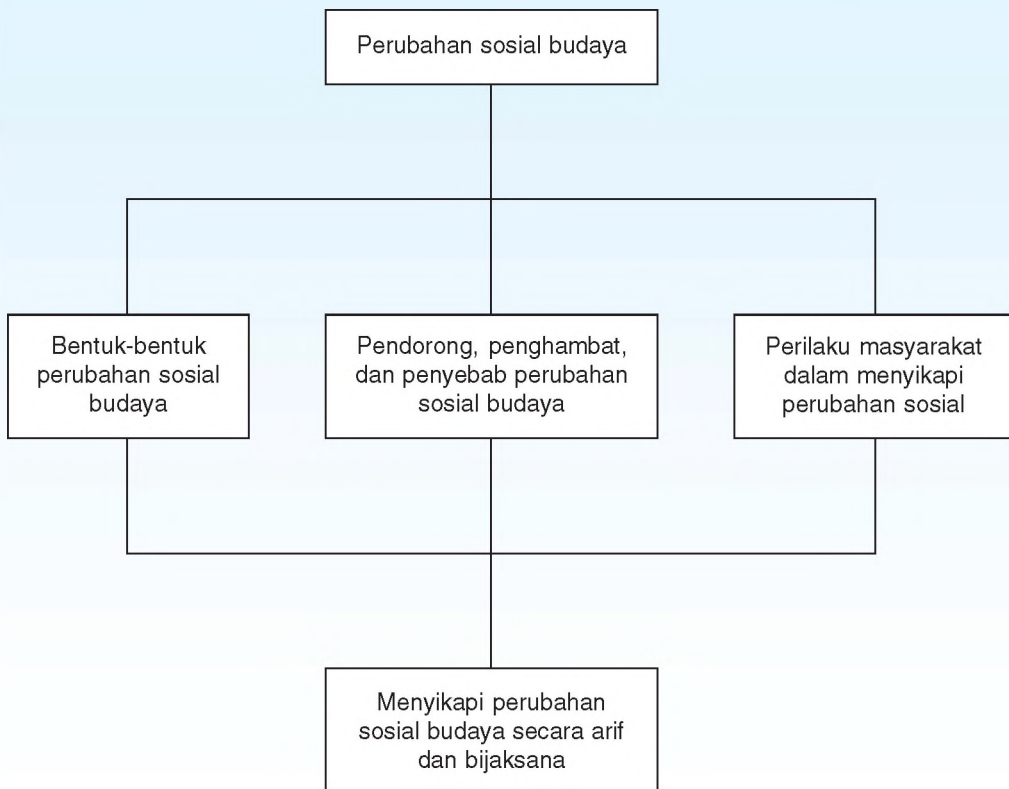 Perubahan sosial budaya
Bentuk-bentuk
perubahan sosial
budaya
Pendorong, penghambat,
dan penyebab perubahan
sosial budaya
Perilaku masyarakat
dalam menyikapi
perubahan sosial
Menyikapi perubahan
sosial budaya secara arif
dan bijaksana